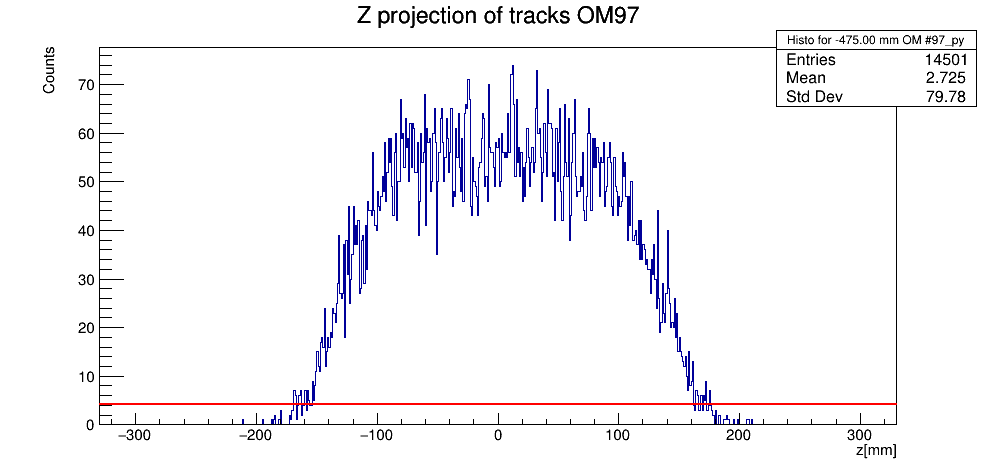 Z projection of tracks OM97
Histo for -475.00 mm OM #97_py
Entries 14501
Mean 2.725
Std Dev 79.78
Counts
70
60
50
40
30
20
10
0
−300 −200 −100 0 100 200 300
z[mm]